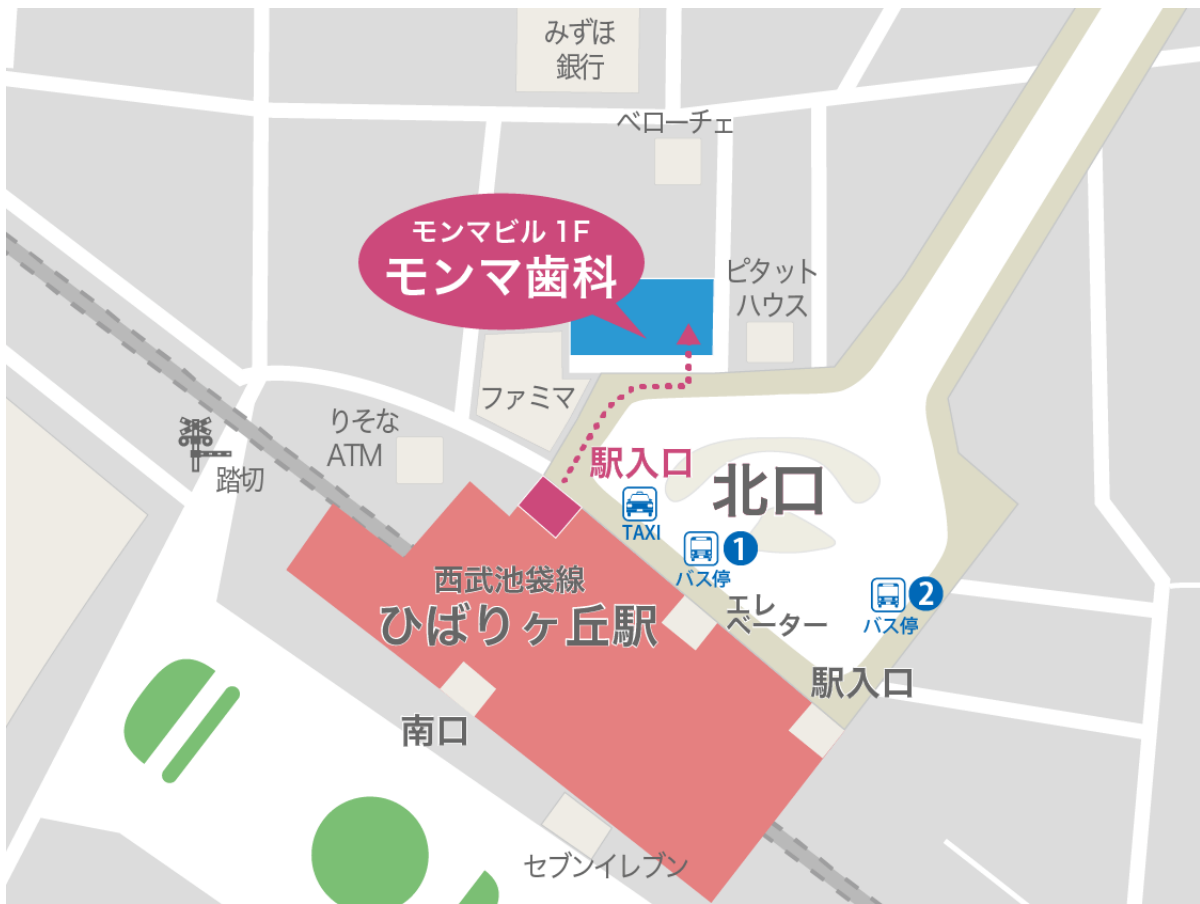 みずほ
銀行
ベローチェ
モンマビル 1F
モンマ歯科
ピタット
ハウス
ファミマ
りそな
ATM
踏切
駅入口
北口
TAXI
1
バス停
2
バス停
エレ
ベーター
西武池袋線
ひばりヶ丘駅
駅入口
南口
セブンイレブン